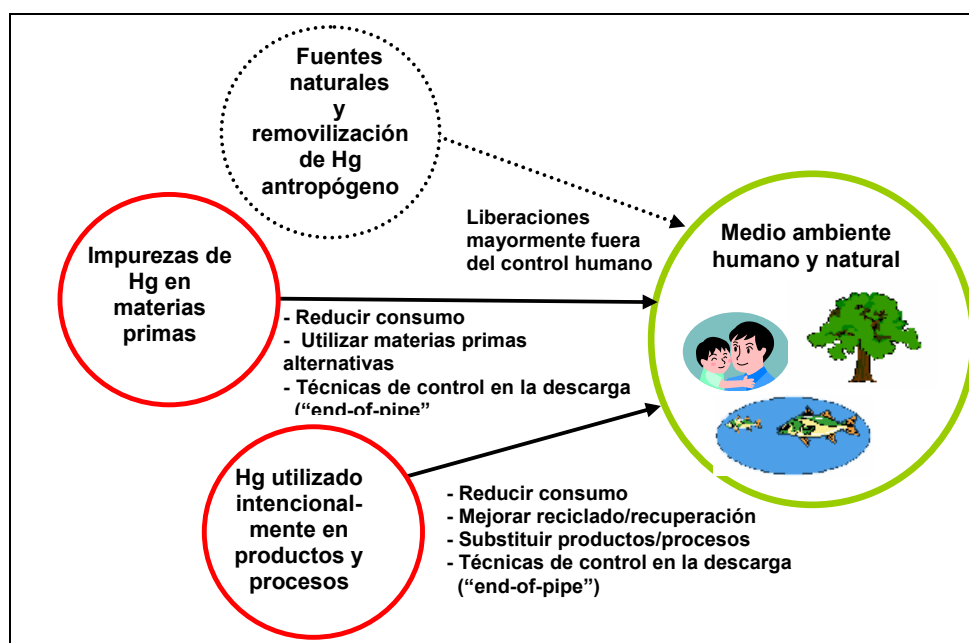 Fuentes
naturales
y
removilización
de Hg
antropógeno
Liberaciones
mayormente fuera
del control humano
Medio ambiente
humano y natural
Impurezas de
Hg en
materias
primas
- Reducir consumo
- Utilizar materias primas
alternativas
- Técnicas de control en la descarga
(“end-of-pipe”
Hg utilizado
intencional-
mente en
productos y
procesos
- Reducir consumo
- Mejorar reciclado/recuperación
- Substituir productos/procesos
- Técnicas de control en la descarga
(“end-of-pipe”)